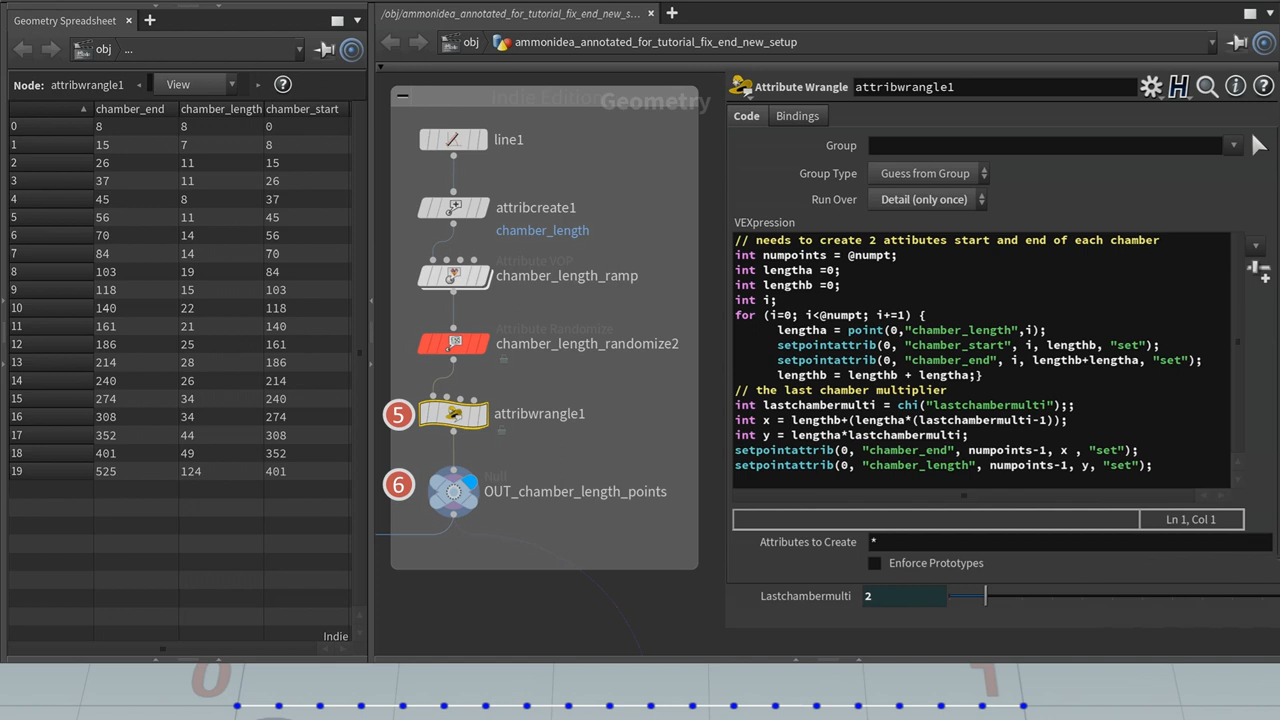 Geometry Spreadsheet
obj
...
Node: attribwrangle1
View
chamber_end chamber_length chamber_start
0 8 8 0
1 15 7 8
2 26 11 15
3 37 11 26
4 45 8 37
5 56 11 45
6 70 14 56
7 84 14 70
8 103 19 84
9 118 15 103
10 140 22 118
11 161 21 140
12 186 25 161
13 214 28 186
14 240 26 214
15 274 34 240
16 308 34 274
17 352 44 308
18 401 49 352
19 525 124 401
Indie
/obj/ammonidea_annotated_for_tutorial_fix_end_new_s...
obj
ammonidea_annotated_for_tutorial_fix_end_new_setup
Indie Edition
Geometry
line1
attribcreate1
chamber_length
Attribute VOP
chamber_length_ramp
Attribute Randomize
chamber_length_randomize2
5
attribwrangle1
6
Null
OUT_chamber_length_points
Attribute Wrangle
attribwrangle1
Code
Bindings
Group
Group Type
Guess from Group
Run Over
Detail (only once)
VEXpression
// needs to create 2 attibutes start and end of each chamber
int numpoints = @numpt;
int lengtha =0;
int lengthb =0;
int i;
for (i=0; i<@numpt; i+=1) {
lengtha = point(0,"chamber_length",i);
setpointattrib(0, "chamber_start", i, lengthb, "set");
setpointattrib(0, "chamber_end", i, lengthb+lengtha, "set");
lengthb = lengthb + lengtha;}
// the last chamber multiplier
int lastchambermulti = chi("lastchambermulti");;
int x = lengthb+(lengtha*(lastchambermulti-1));
int y = lengtha*lastchambermulti;
setpointattrib(0, "chamber_end", numpoints-1, x , "set");
setpointattrib(0, "chamber_length", numpoints-1, y, "set");
Ln 1, Col 1
Attributes to Create
*
Enforce Prototypes
Lastchambermulti
2
0